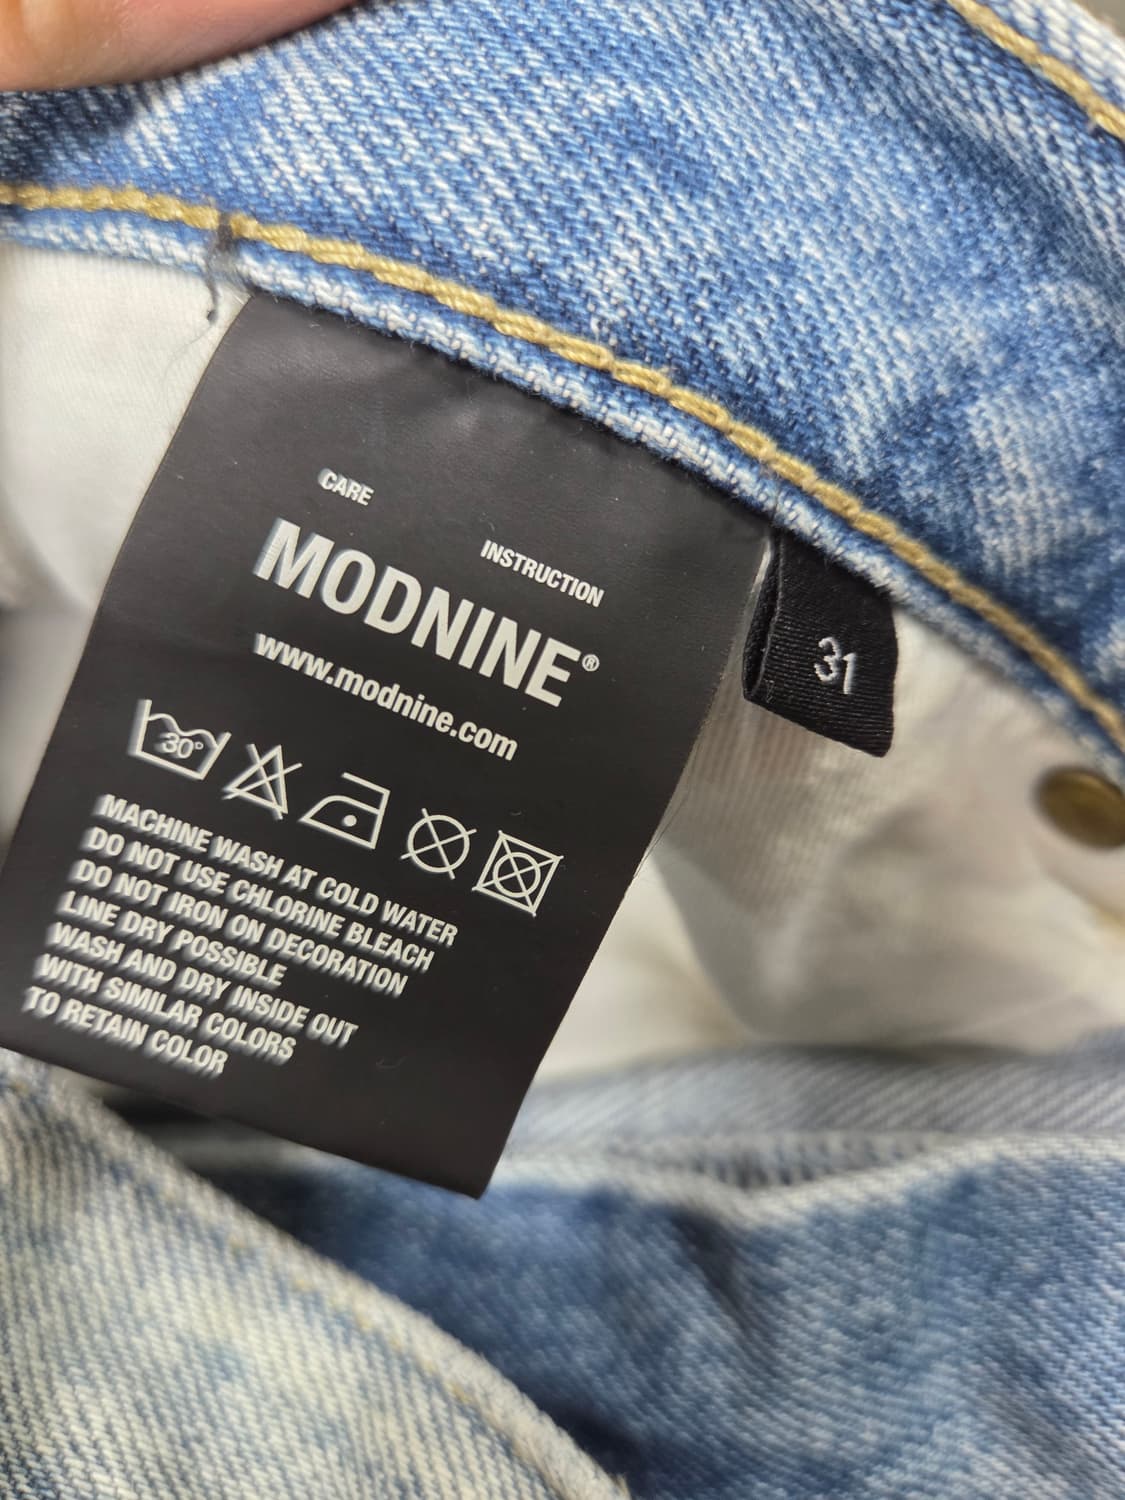 CARE
INSTRUCTION
MODNINE®
www.modnine.com
31
30°
MACHINE WASH AT COLD WATER
DO NOT USE CHLORINE BLEACH
DO NOT IRON ON DECORATION
LINE DRY POSSIBLE
WASH AND DRY INSIDE OUT
WITH SIMILAR COLORS
TO RETAIN COLOR